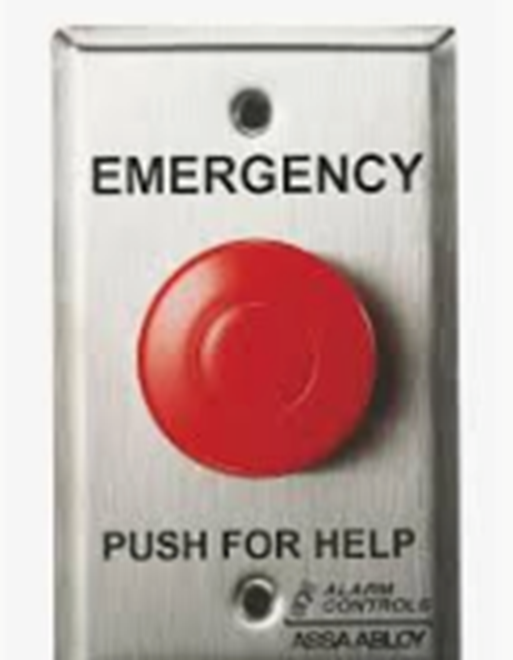 EMERGENCY
PUSH FOR HELP
ALARM
CONTROLS
ASSA ABLOY